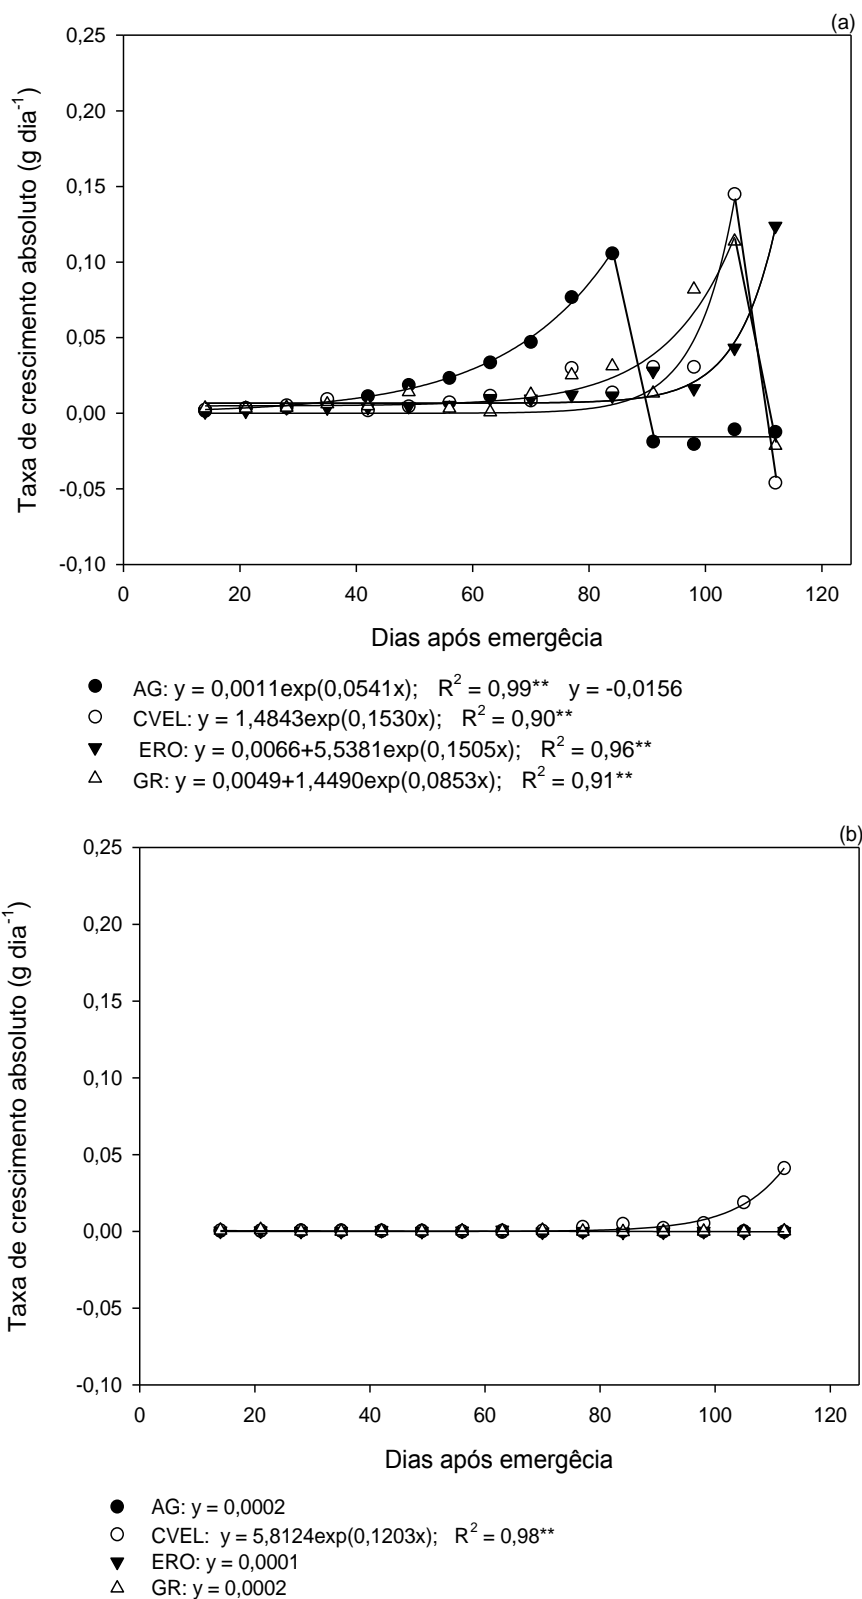 (a)
0,25
0,20
0,15
0,10
0,05
0,00
-0,05
-0,10
Taxa de crescimento absoluto (g dia⁻¹)
0 20 40 60 80 100 120
Dias após emergêcia
AG: y = 0,0011exp(0,0541x); R² = 0,99** y = -0,0156
CVEL: y = 1,4843exp(0,1530x); R² = 0,90**
ERO: y = 0,0066+5,5381exp(0,1505x); R² = 0,96**
GR: y = 0,0049+1,4490exp(0,0853x); R² = 0,91**
(b)
0,25
0,20
0,15
0,10
0,05
0,00
-0,05
-0,10
Taxa de crescimento absoluto (g dia⁻¹)
0 20 40 60 80 100 120
Dias após emergêcia
AG: y = 0,0002
CVEL: y = 5,8124exp(0,1203x); R² = 0,98**
ERO: y = 0,0001
GR: y = 0,0002